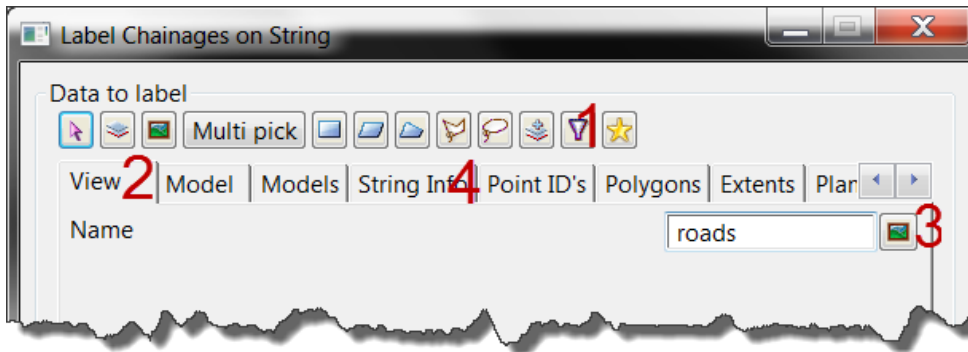 Label Chainages on String
Data to label
Multi pick 1
View 2 Model Models String Info 4 Point ID's Polygons Extents Plan
Name roads 3